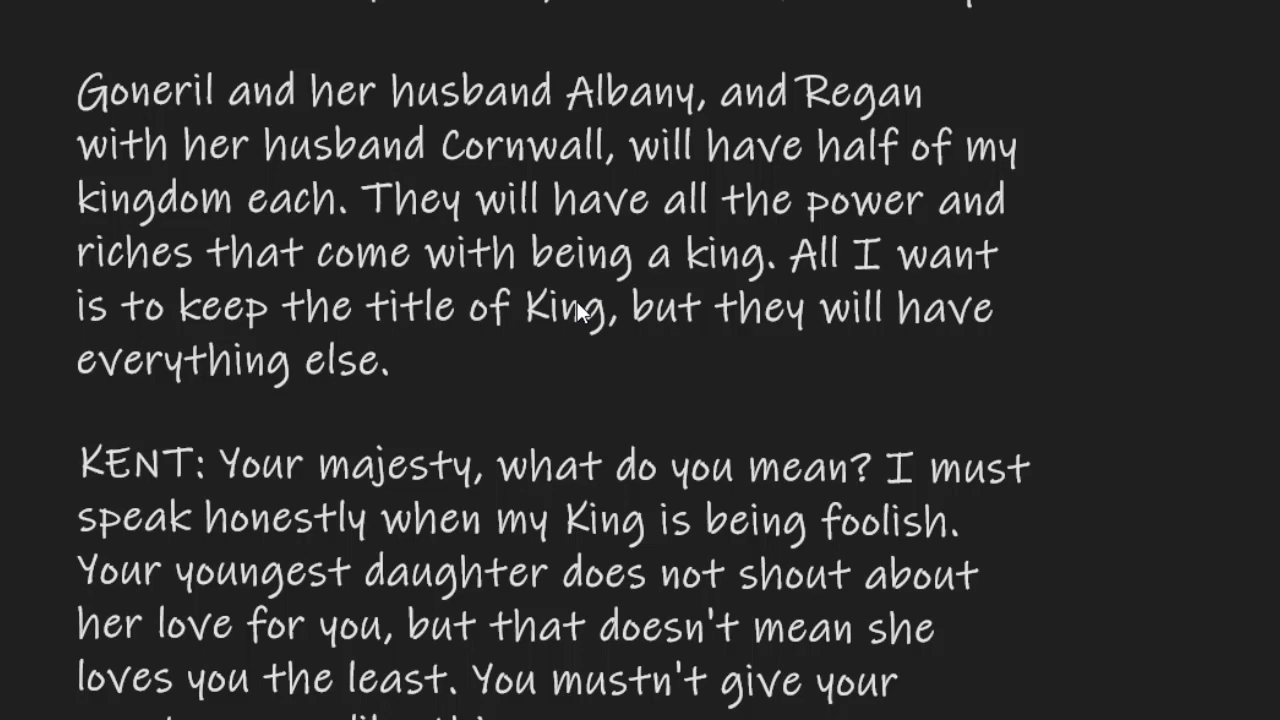 Goneril and her husband Albany, and Regan
with her husband Cornwall, will have half of my
kingdom each. They will have all the power and
riches that come with being a king. All I want
is to keep the title of King, but they will have
everything else.
KENT: Your majesty, what do you mean? I must
speak honestly when my King is being foolish.
Your youngest daughter does not shout about
her love for you, but that doesn't mean she
loves you the least. You mustn't give your